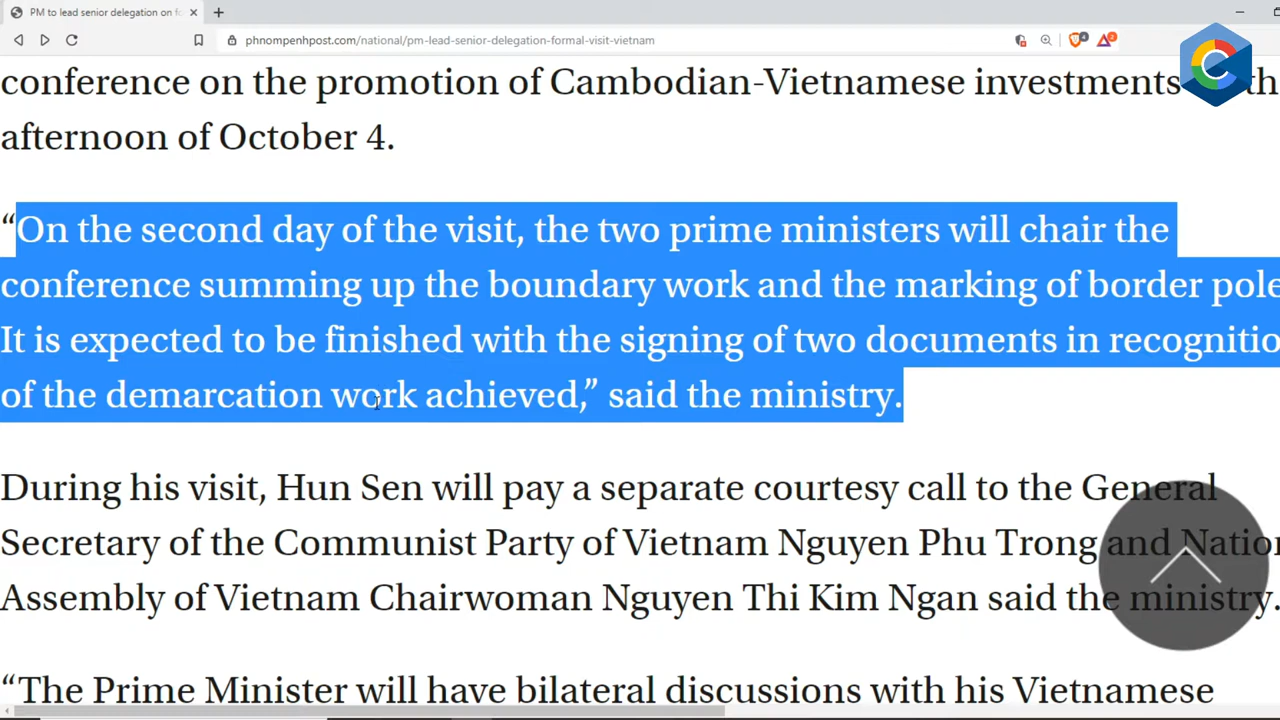 PM to lead senior delegation on fo
phnompenhpost.com/national/pm-lead-senior-delegation-formal-visit-vietnam
4
2
conference on the promotion of Cambodian-Vietnamese investments th
afternoon of October 4.
“On the second day of the visit, the two prime ministers will chair the
conference summing up the boundary work and the marking of border pole
It is expected to be finished with the signing of two documents in recognitio
of the demarcation work achieved,” said the ministry.
During his visit, Hun Sen will pay a separate courtesy call to the General
Secretary of the Communist Party of Vietnam Nguyen Phu Trong and Nation
Assembly of Vietnam Chairwoman Nguyen Thi Kim Ngan said the ministry.
“The Prime Minister will have bilateral discussions with his Vietnamese